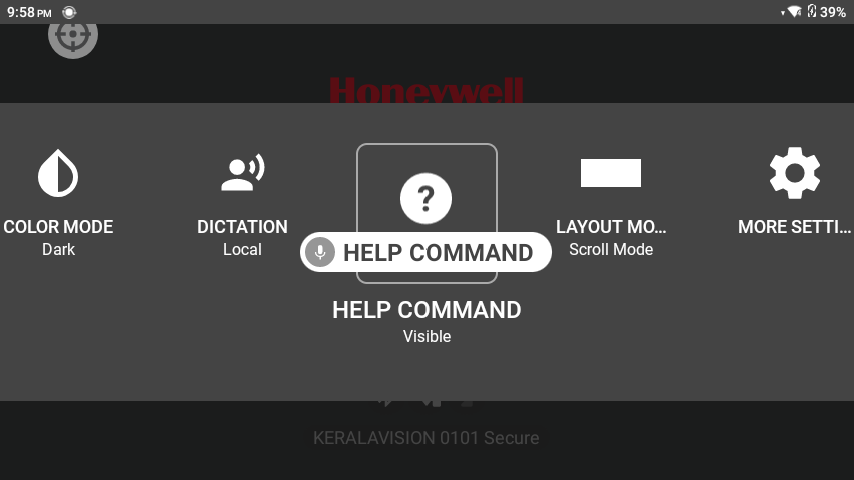 9:58 PM
39%
Honeywell
COLOR MODE
Dark
DICTATION
Local
?
HELP COMMAND
HELP COMMAND
Visible
LAYOUT MO...
Scroll Mode
MORE SETTI...
KERALAVISION 0101 Secure